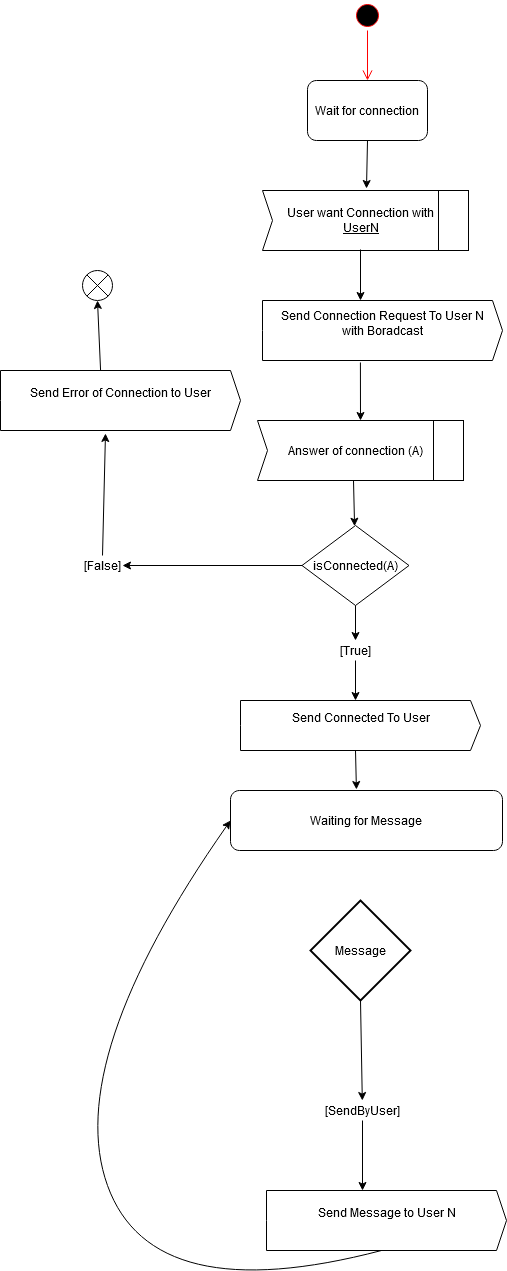 Wait for connection
User want Connection with
UserN
Send Connection Request To User N
with Boradcast
Send Error of Connection to User
Answer of connection (A)
[False]
isConnected(A)
[True]
Send Connected To User
Waiting for Message
Message
[SendByUser]
Send Message to User N